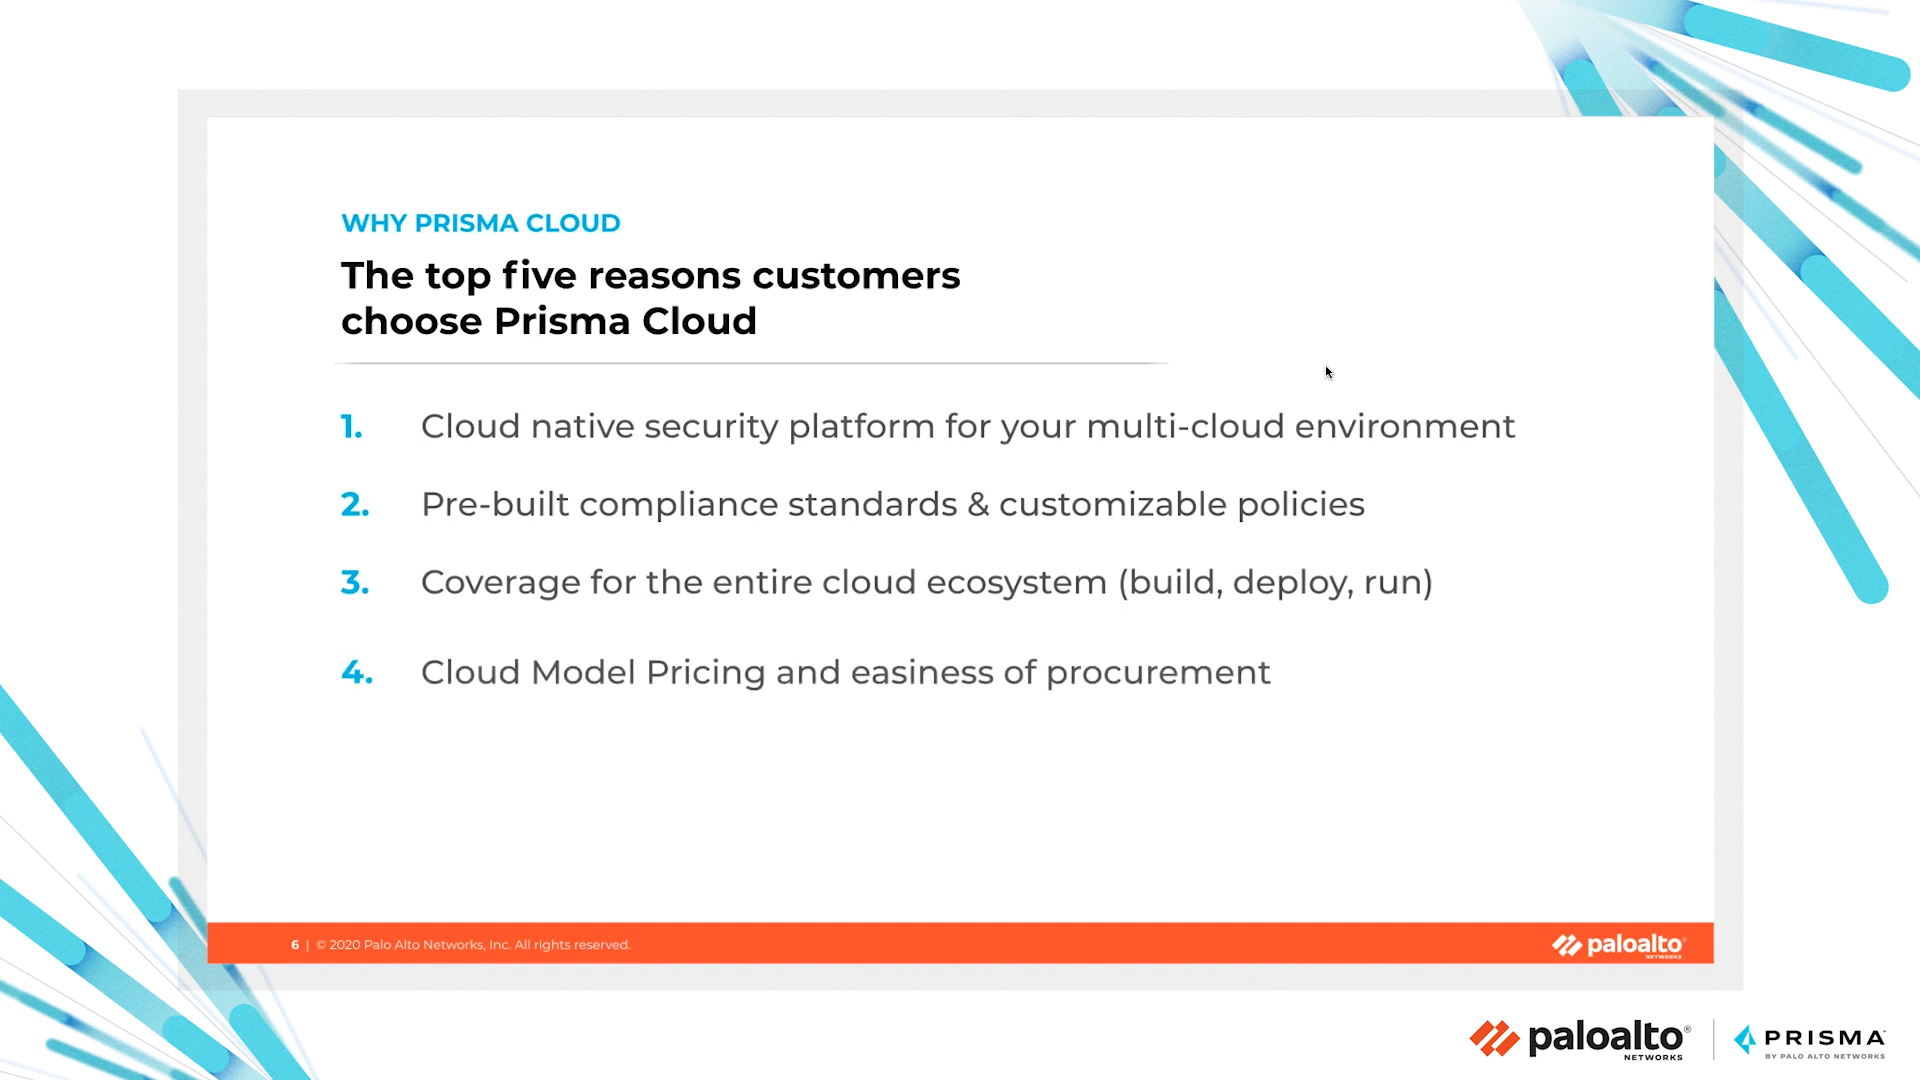 WHY PRISMA CLOUD
The top five reasons customers
choose Prisma Cloud
1. Cloud native security platform for your multi-cloud environment
2. Pre-built compliance standards & customizable policies
3. Coverage for the entire cloud ecosystem (build, deploy, run)
4. Cloud Model Pricing and easiness of procurement
6 | © 2020 Palo Alto Networks, Inc. All rights reserved.
paloalto®
NETWORKS
paloalto®
NETWORKS
PRISMA™
BY PALO ALTO NETWORKS